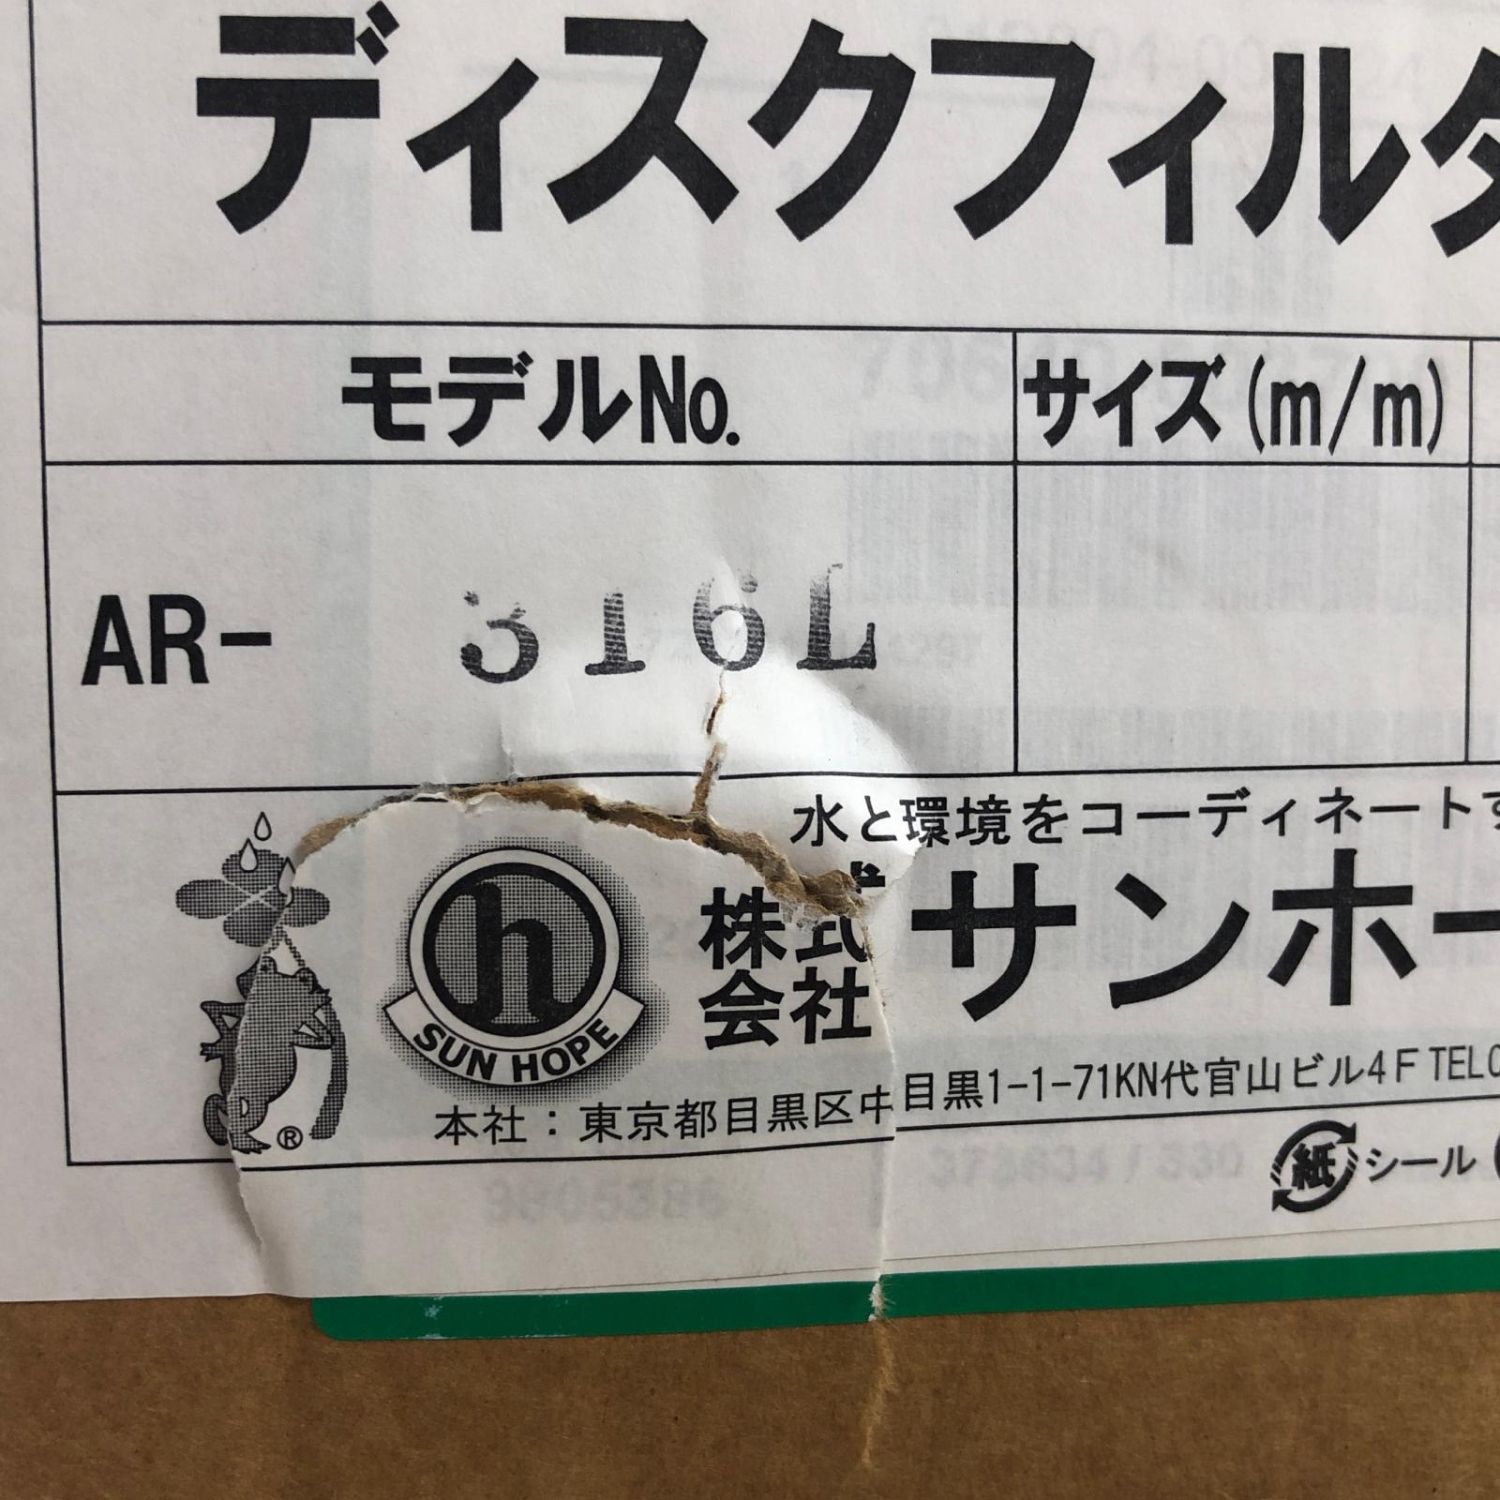 ディスクフィルタ
モデルNo. サイズ(m/m)
AR- 316L
水と環境をコーディネートす
株式会社 サンホー
h
SUN HOPE
本社：東京都目黒区中目黒1-1-71KN代官山ビル4F TEL0
®
紙 シール